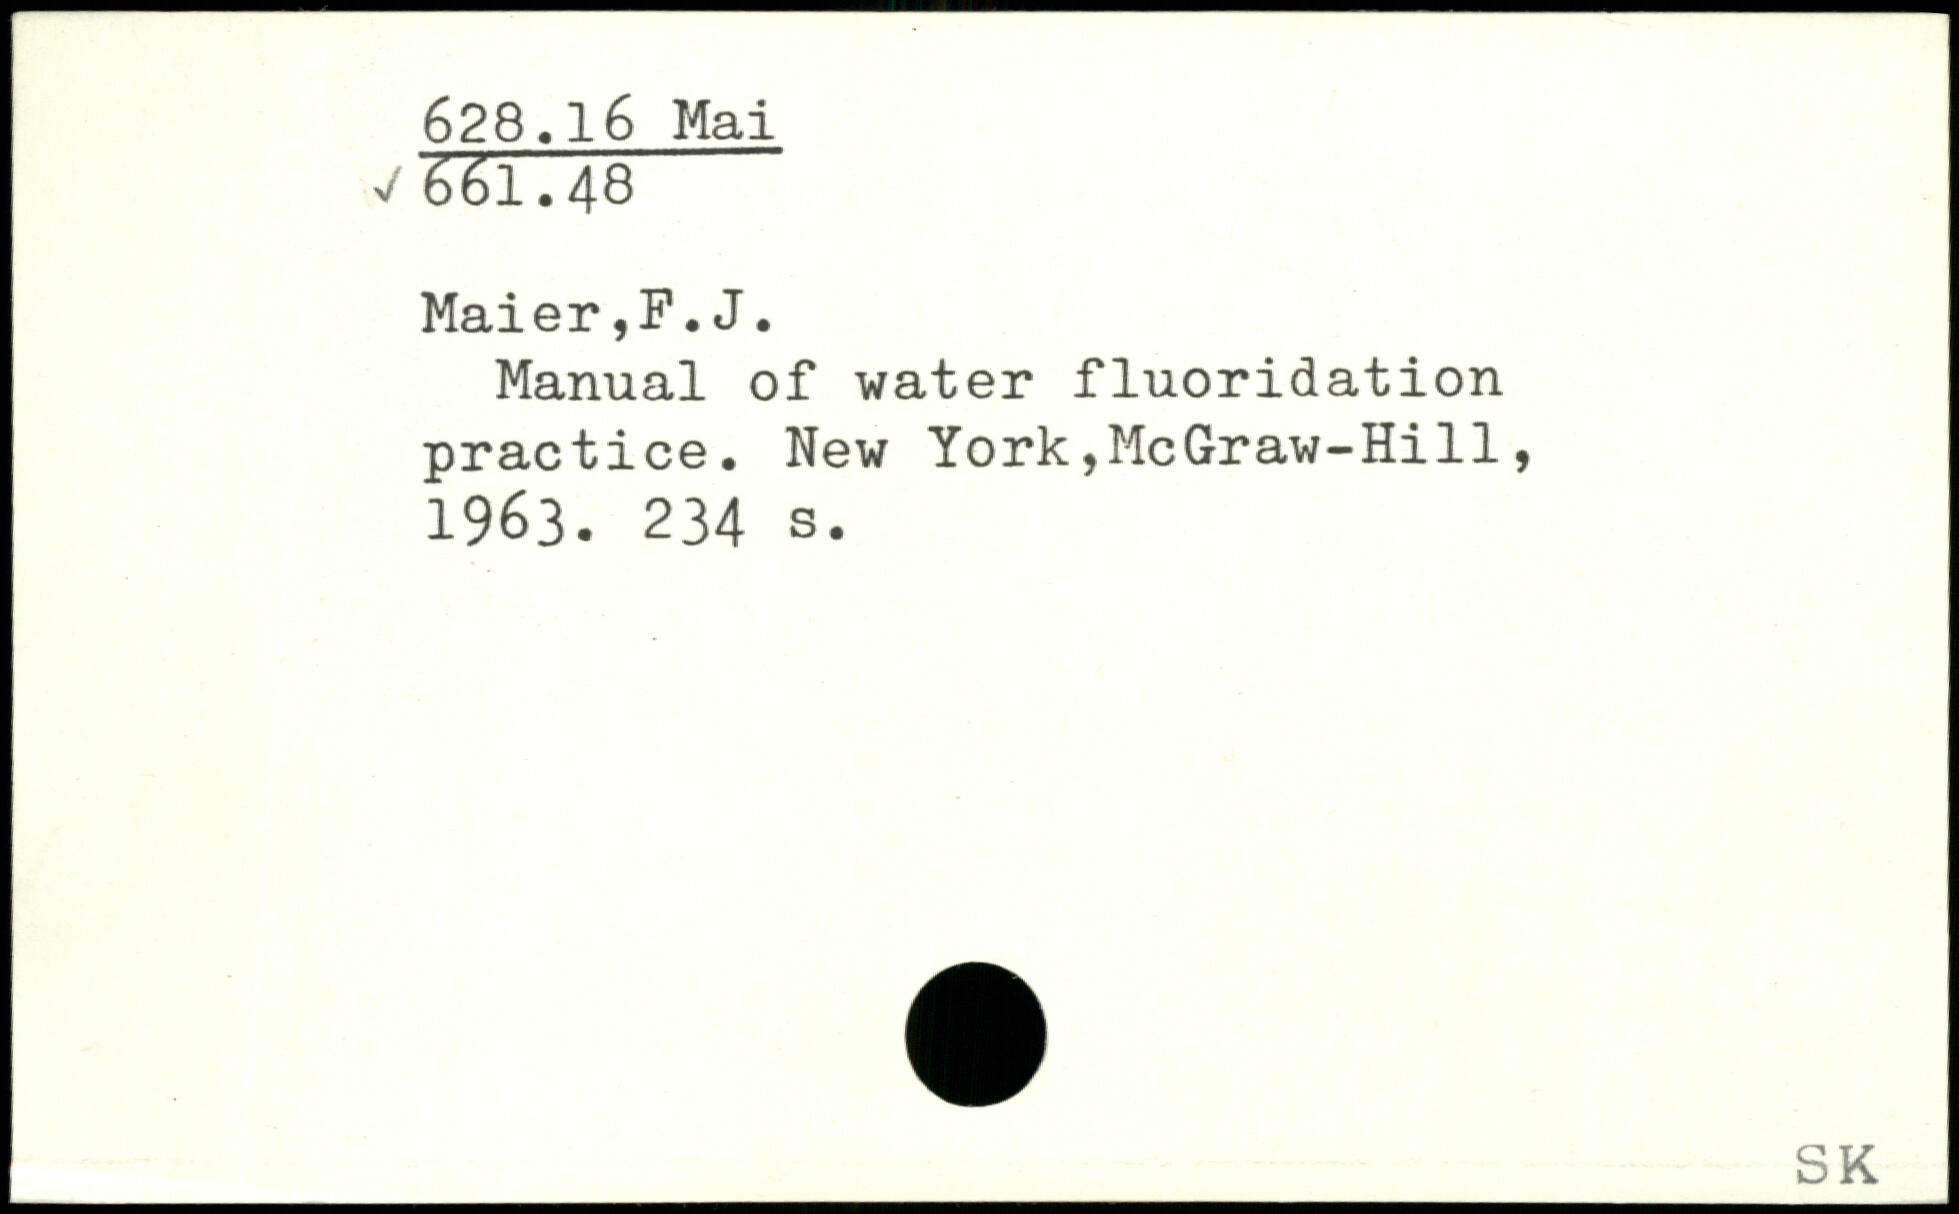 628.16 Mai
✓ 661.48
Maier,F.J.
Manual of water fluoridation
practice. New York,McGraw-Hill,
1963. 234 s.
SK